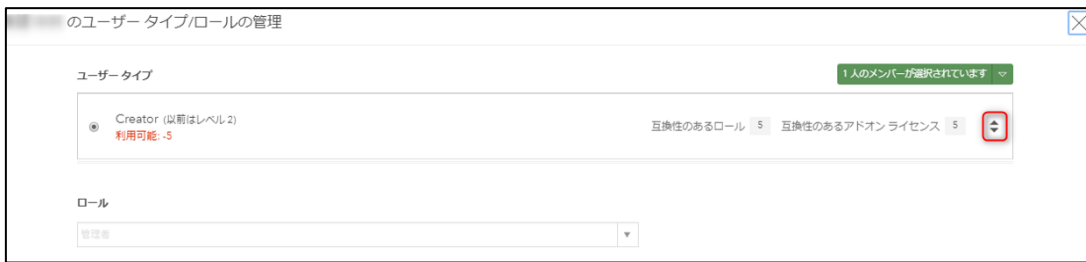 のユーザー タイプ/ロールの管理
ユーザー タイプ
1 人のメンバーが選択されています
Creator (以前はレベル 2)
利用可能: -5
互換性のあるロール 5 互換性のあるアドオン ライセンス 5
ロール
管理者